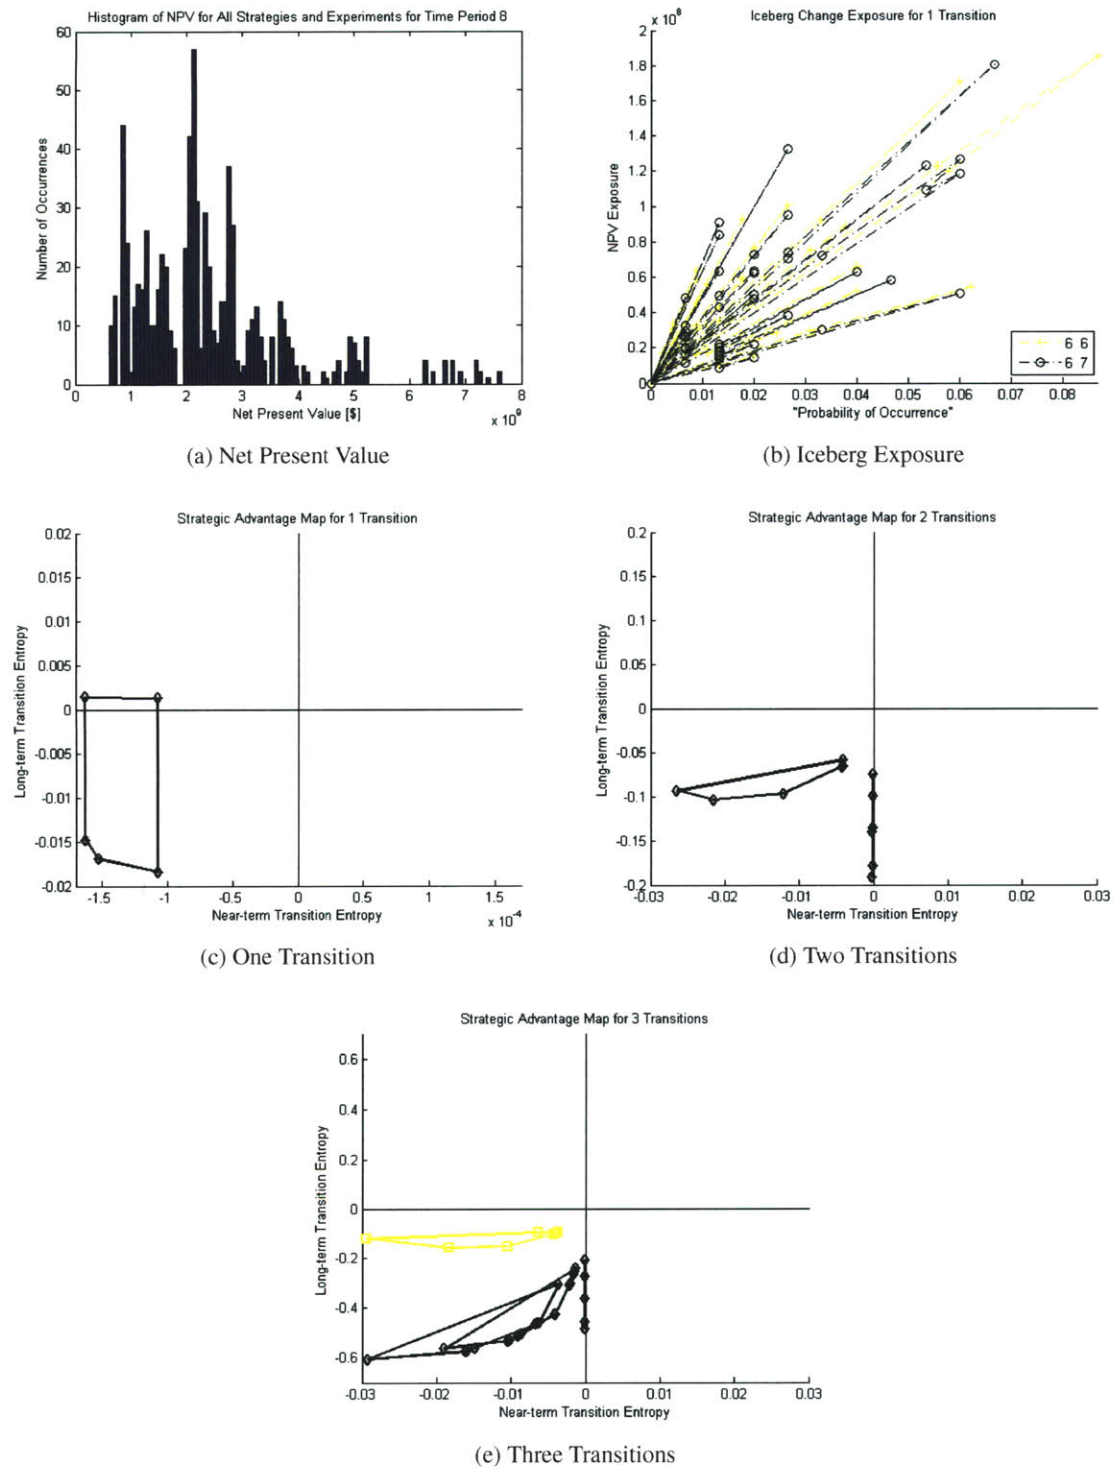 Histogram of NPV for All Strategies and Experiments for Time Period 8
60
50
40
30
20
10
0
Number of Occurrences
0 1 2 3 4 5 6 7 8
Net Present Value [$]
x 10^9
(a) Net Present Value
x 10^8
Iceberg Change Exposure for 1 Transition
2
1.8
1.6
1.4
1.2
1
0.8
0.6
0.4
0.2
0
NPV Exposure
6 6
6 7
0 0.01 0.02 0.03 0.04 0.05 0.06 0.07 0.08
"Probability of Occurrence"
(b) Iceberg Exposure
Strategic Advantage Map for 1 Transition
0.02
0.015
0.01
0.005
0
-0.005
-0.01
-0.015
-0.02
Long-term Transition Entropy
-1.5 -1 -0.5 0 0.5 1 1.5
Near-term Transition Entropy
x 10^-4
(c) One Transition
Strategic Advantage Map for 2 Transitions
0.2
0.15
0.1
0.05
0
-0.05
-0.1
-0.15
-0.2
Long-term Transition Entropy
-0.03 -0.02 -0.01 0 0.01 0.02 0.03
Near-term Transition Entropy
(d) Two Transitions
Strategic Advantage Map for 3 Transitions
0.6
0.4
0.2
0
-0.2
-0.4
-0.6
Long-term Transition Entropy
-0.03 -0.02 -0.01 0 0.01 0.02 0.03
Near-term Transition Entropy
(e) Three Transitions